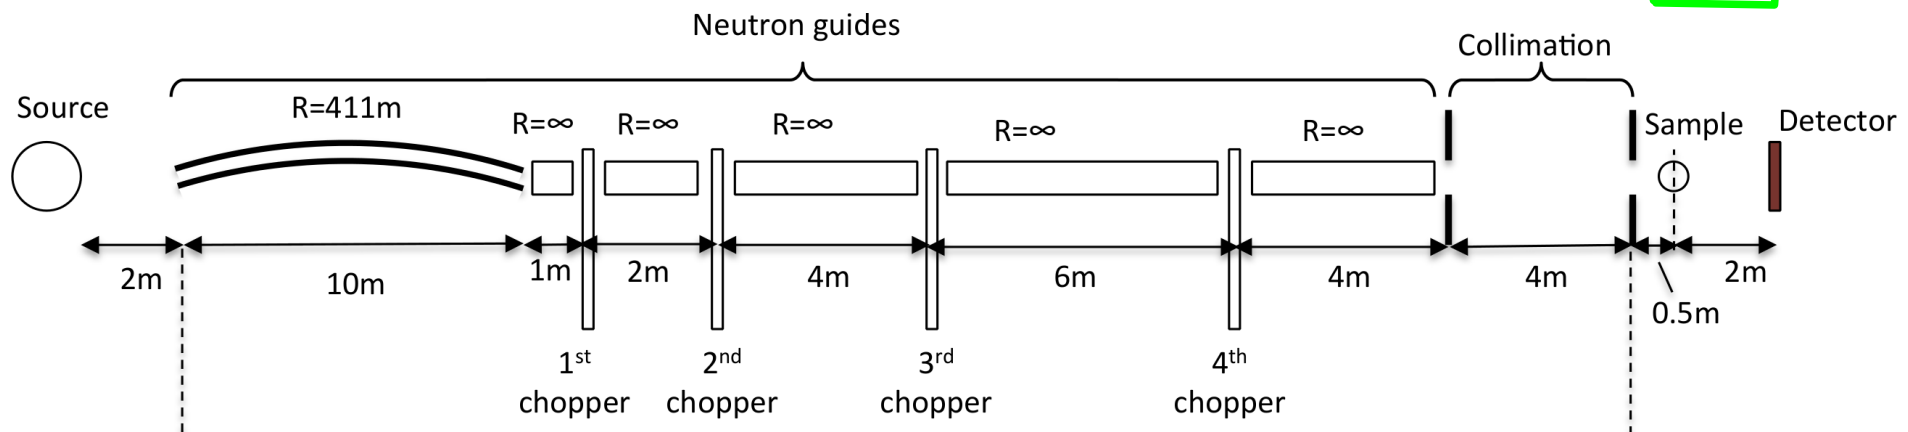 Neutron guides
Collimation
Source
R=411m
R=∞
R=∞
R=∞
R=∞
R=∞
Sample
Detector
2m
10m
1m
2m
4m
6m
4m
4m
0.5m
2m
1st
chopper
2nd
chopper
3rd
chopper
4th
chopper